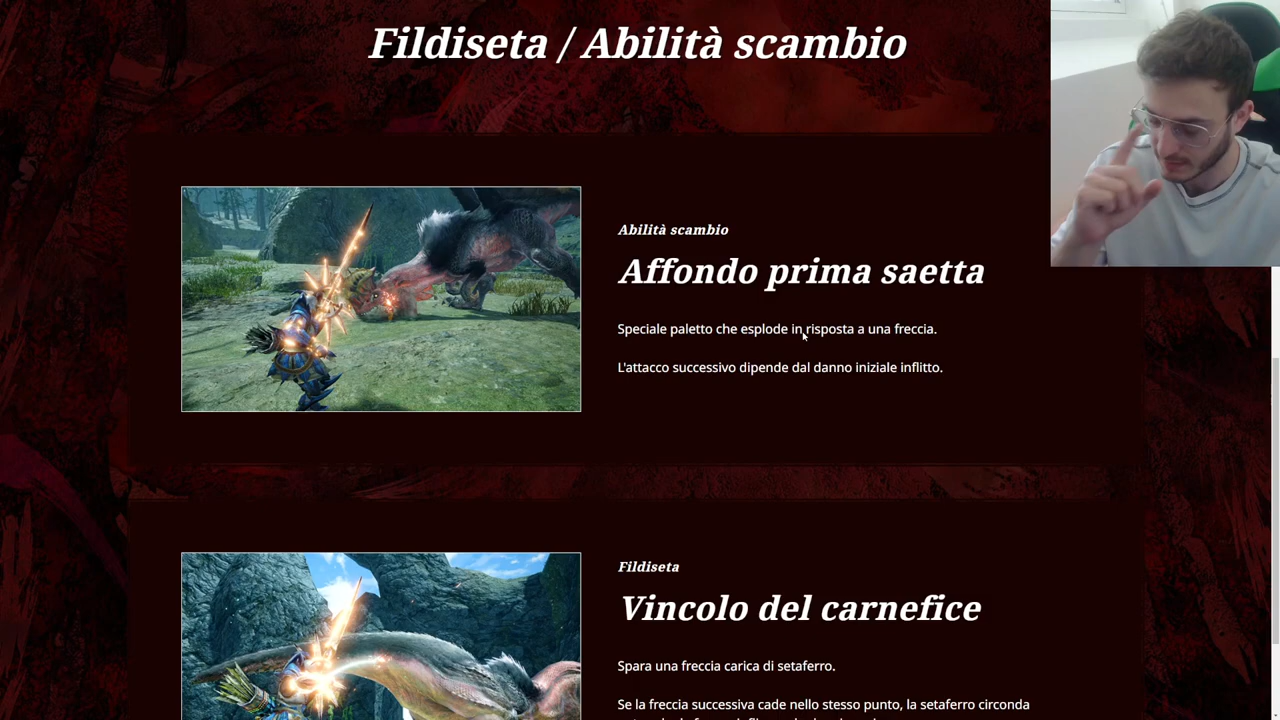 Fildiseta / Abilità scambio
Abilità scambio
Affondo prima saetta
Speciale paletto che esplode in risposta a una freccia.
L'attacco successivo dipende dal danno iniziale inflitto.
Fildiseta
Vincolo del carnefice
Spara una freccia carica di setaferro.
Se la freccia successiva cade nello stesso punto, la setaferro circonda